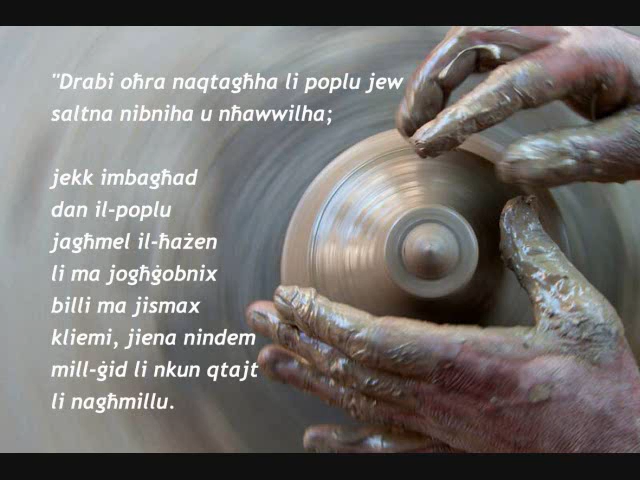 "Drabi oħra naqtagħha li poplu jew
saltna nibniha u nħawwilha;
jekk imbagħad
dan il-poplu
jagħmel il-ħażen
li ma jogħġobnix
billi ma jismax
kliemi, jiena nindem
mill-ġid li nkun qtajt
li nagħmillu.